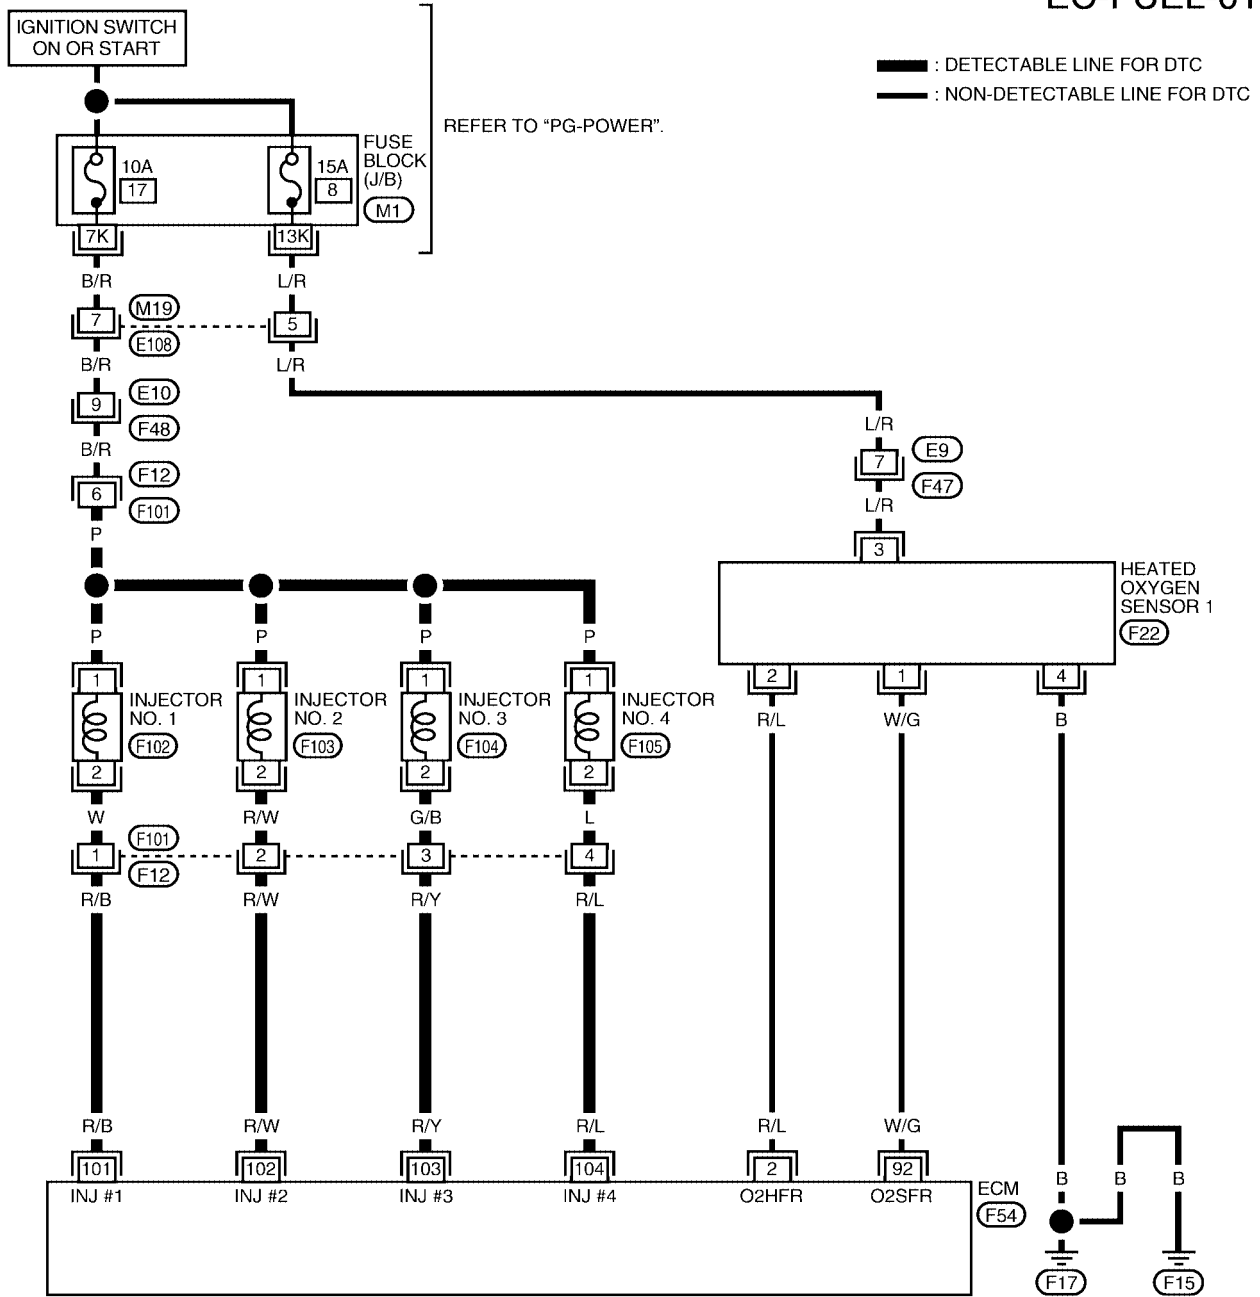 IGNITION SWITCH
ON OR START
: DETECTABLE LINE FOR DTC
: NON-DETECTABLE LINE FOR DTC
REFER TO “PG-POWER”.
10A
17
15A
8
FUSE
BLOCK
(J/B)
M1
7K
13K
B/R
L/R
7
M19
E108
5
B/R
L/R
9
E10
F48
B/R
L/R
7
E9
F47
6
F12
F101
L/R
P
3
HEATED
OXYGEN
SENSOR 1
F22
P
P
P
P
1
1
1
1
2
1
4
INJECTOR
NO. 1
F102
INJECTOR
NO. 2
F103
INJECTOR
NO. 3
F104
INJECTOR
NO. 4
F105
R/L
W/G
B
2
2
2
2
W
R/W
G/B
L
1
F101
F12
2
3
4
R/B
R/W
R/Y
R/L
R/B
R/W
R/Y
R/L
R/L
W/G
101
102
103
104
2
92
INJ #1
INJ #2
INJ #3
INJ #4
O2HFR
O2SFR
ECM
F54
B
B
B
F17
F15